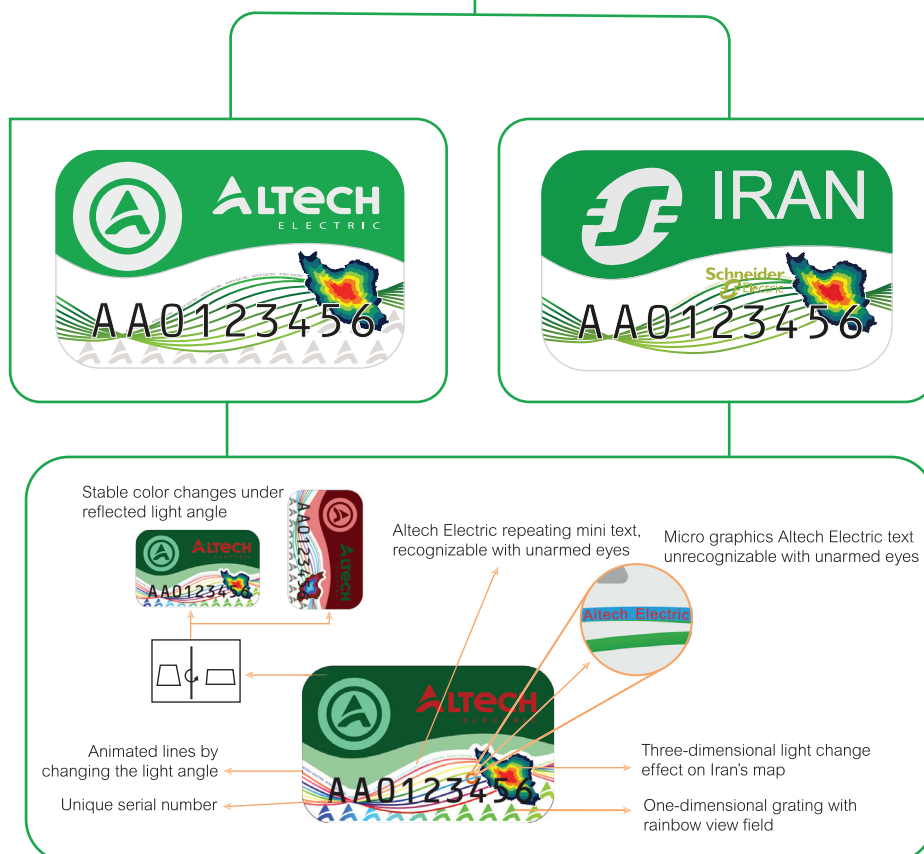 ALTECH
ELECTRIC
AA0123456
IRAN
Schneider
Electric
AA0123456
Stable color changes under
reflected light angle
ALTECH
ELECTRIC
AA0123456
ALTECH
AA0123456
Altech Electric repeating mini text,
recognizable with unarmed eyes
Micro graphics Altech Electric text
unrecognizable with unarmed eyes
Altech Electric
ALTECH
ELECTRIC
AA0123456
Animated lines by
changing the light angle
Unique serial number
Three-dimensional light change
effect on Iran's map
One-dimensional grating with
rainbow view field